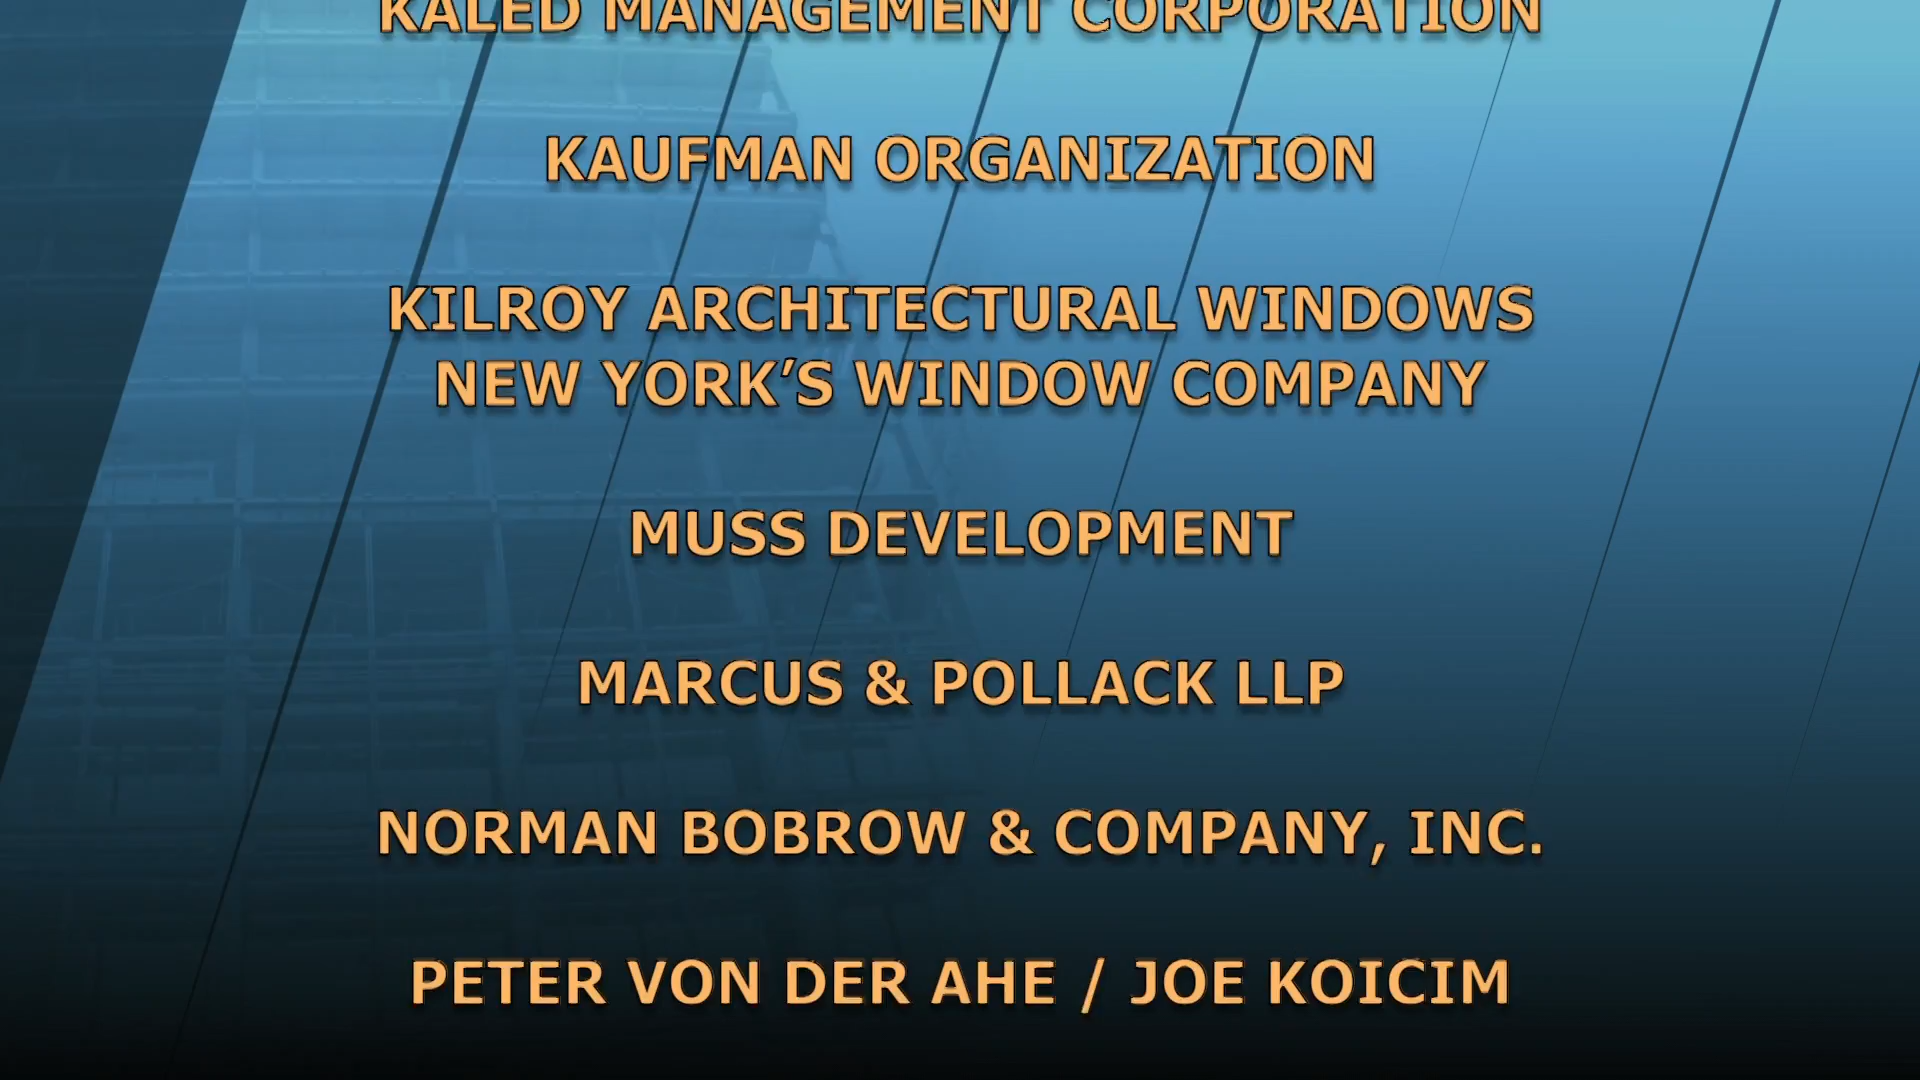 KALED MANAGEMENT CORPORATION
KAUFMAN ORGANIZATION
KILROY ARCHITECTURAL WINDOWS
NEW YORK’S WINDOW COMPANY
MUSS DEVELOPMENT
MARCUS & POLLACK LLP
NORMAN BOBROW & COMPANY, INC.
PETER VON DER AHE / JOE KOICIM